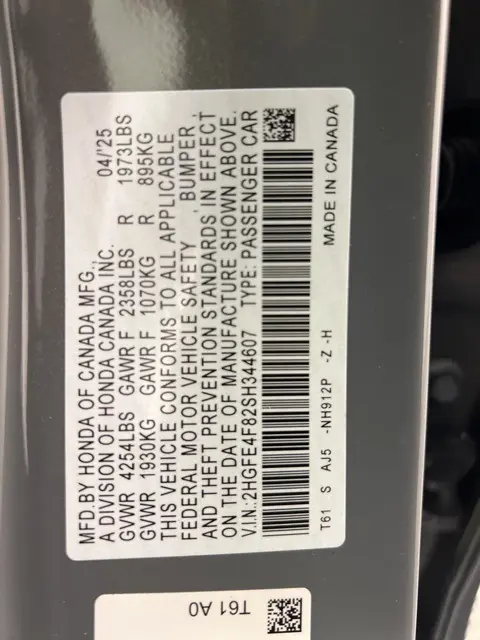 MFD.BY HONDA OF CANADA MFG.,
A DIVISION OF HONDA CANADA INC. 04/'25
GVWR 4254LBS GAWR F 2358LBS R 1973LBS
GVWR 1930KG GAWR F 1070KG R 895KG
THIS VEHICLE CONFORMS TO ALL APPLICABLE
FEDERAL MOTOR VEHICLE SAFETY, BUMPER,
AND THEFT PREVENTION STANDARDS IN EFFECT
ON THE DATE OF MANUFACTURE SHOWN ABOVE.
V.I.N.:2HGFE4F82SH344607 TYPE: PASSENGER CAR
T61 S AJ5 -NH912P -Z -H MADE IN CANADA
T61 A0